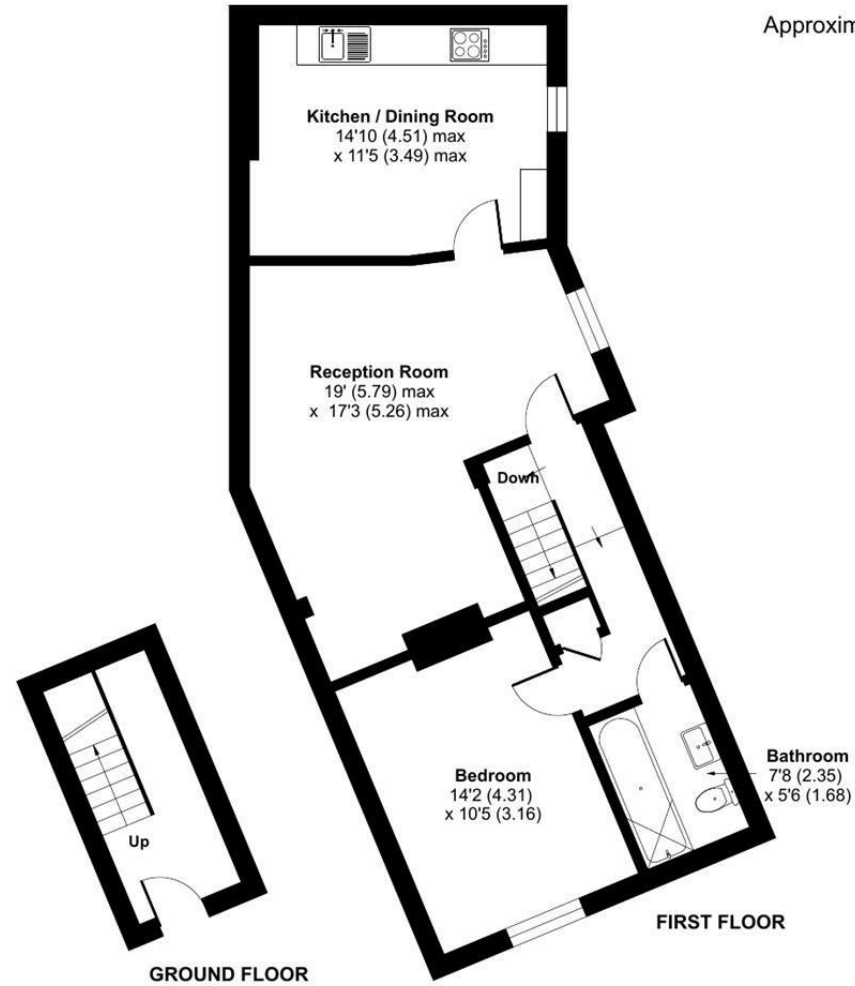 Approxim
Kitchen / Dining Room
14'10 (4.51) max
x 11'5 (3.49) max
Reception Room
19' (5.79) max
x 17'3 (5.26) max
Down
Bedroom
14'2 (4.31)
x 10'5 (3.16)
Bathroom
7'8 (2.35)
x 5'6 (1.68)
Up
FIRST FLOOR
GROUND FLOOR